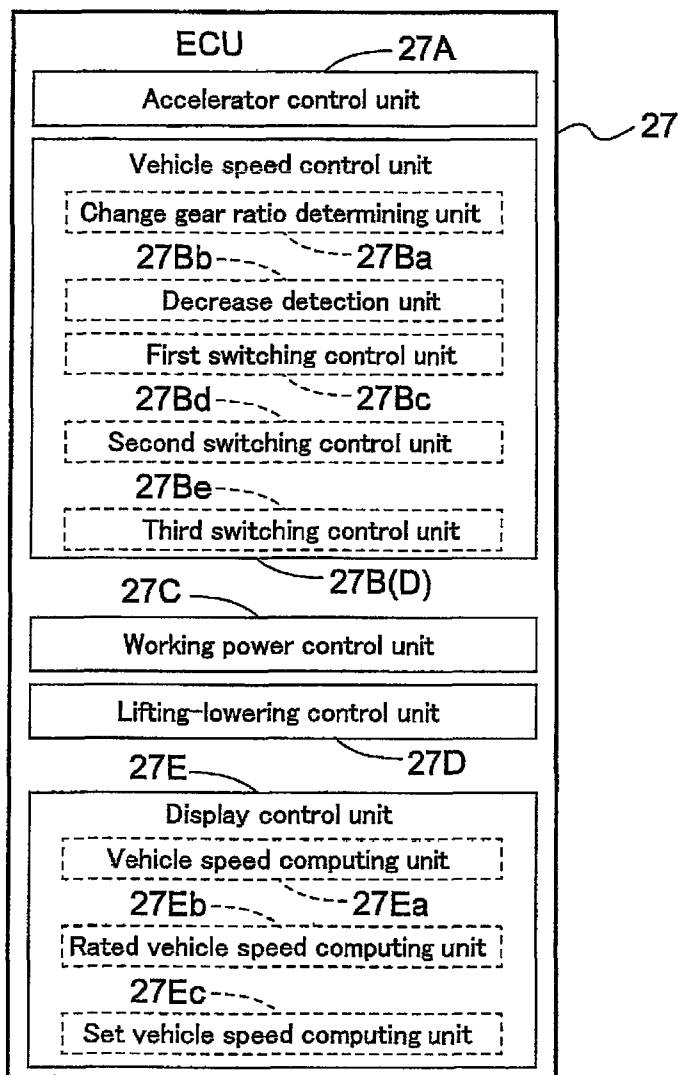 ECU
27A
Accelerator control unit
27
Vehicle speed control unit
Change gear ratio determining unit
27Bb
27Ba
Decrease detection unit
First switching control unit
27Bd
27Bc
Second switching control unit
27Be
Third switching control unit
27B(D)
27C
Working power control unit
Lifting-lowering control unit
27D
27E
Display control unit
Vehicle speed computing unit
27Eb
27Ea
Rated vehicle speed computing unit
27Ec
Set vehicle speed computing unit